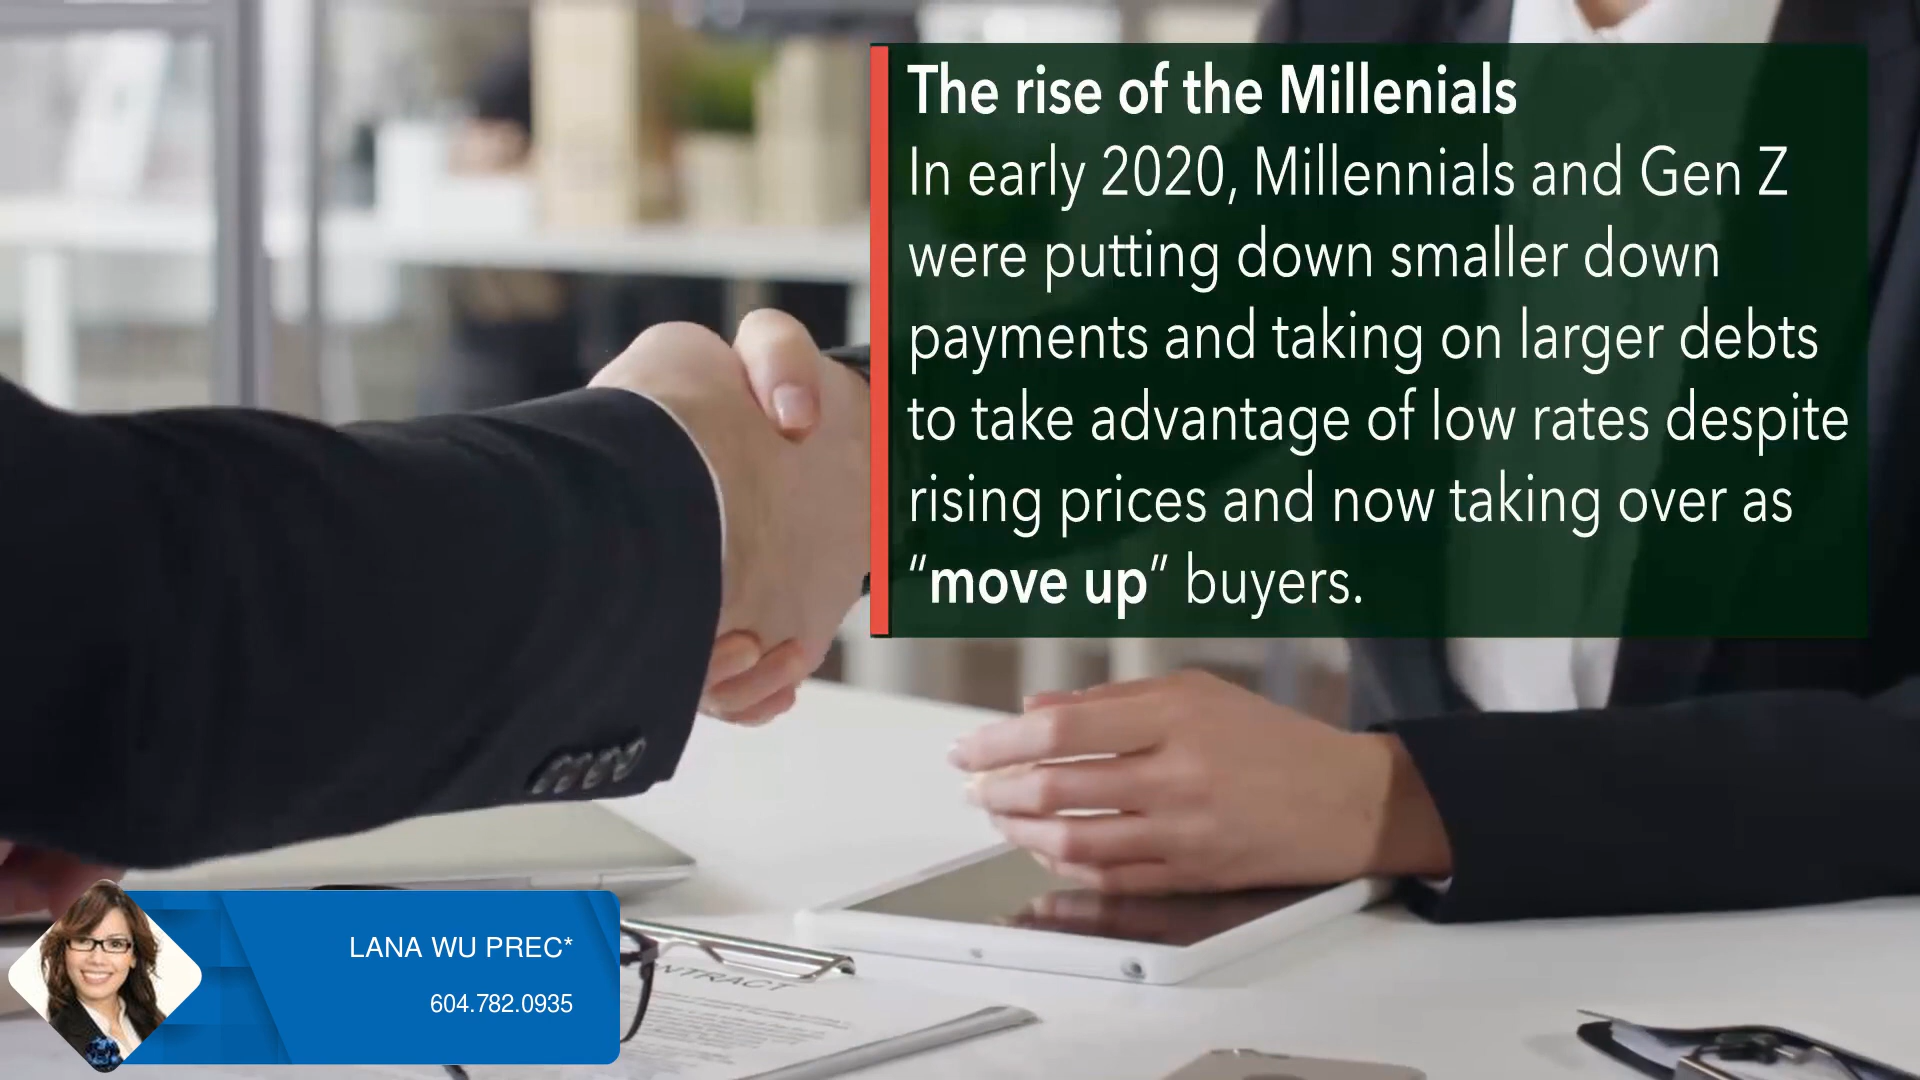 The rise of the Millenials
In early 2020, Millennials and Gen Z
were putting down smaller down
payments and taking on larger debts
to take advantage of low rates despite
rising prices and now taking over as
“move up” buyers.
LANA WU PREC*
604.782.0935
NTRACT